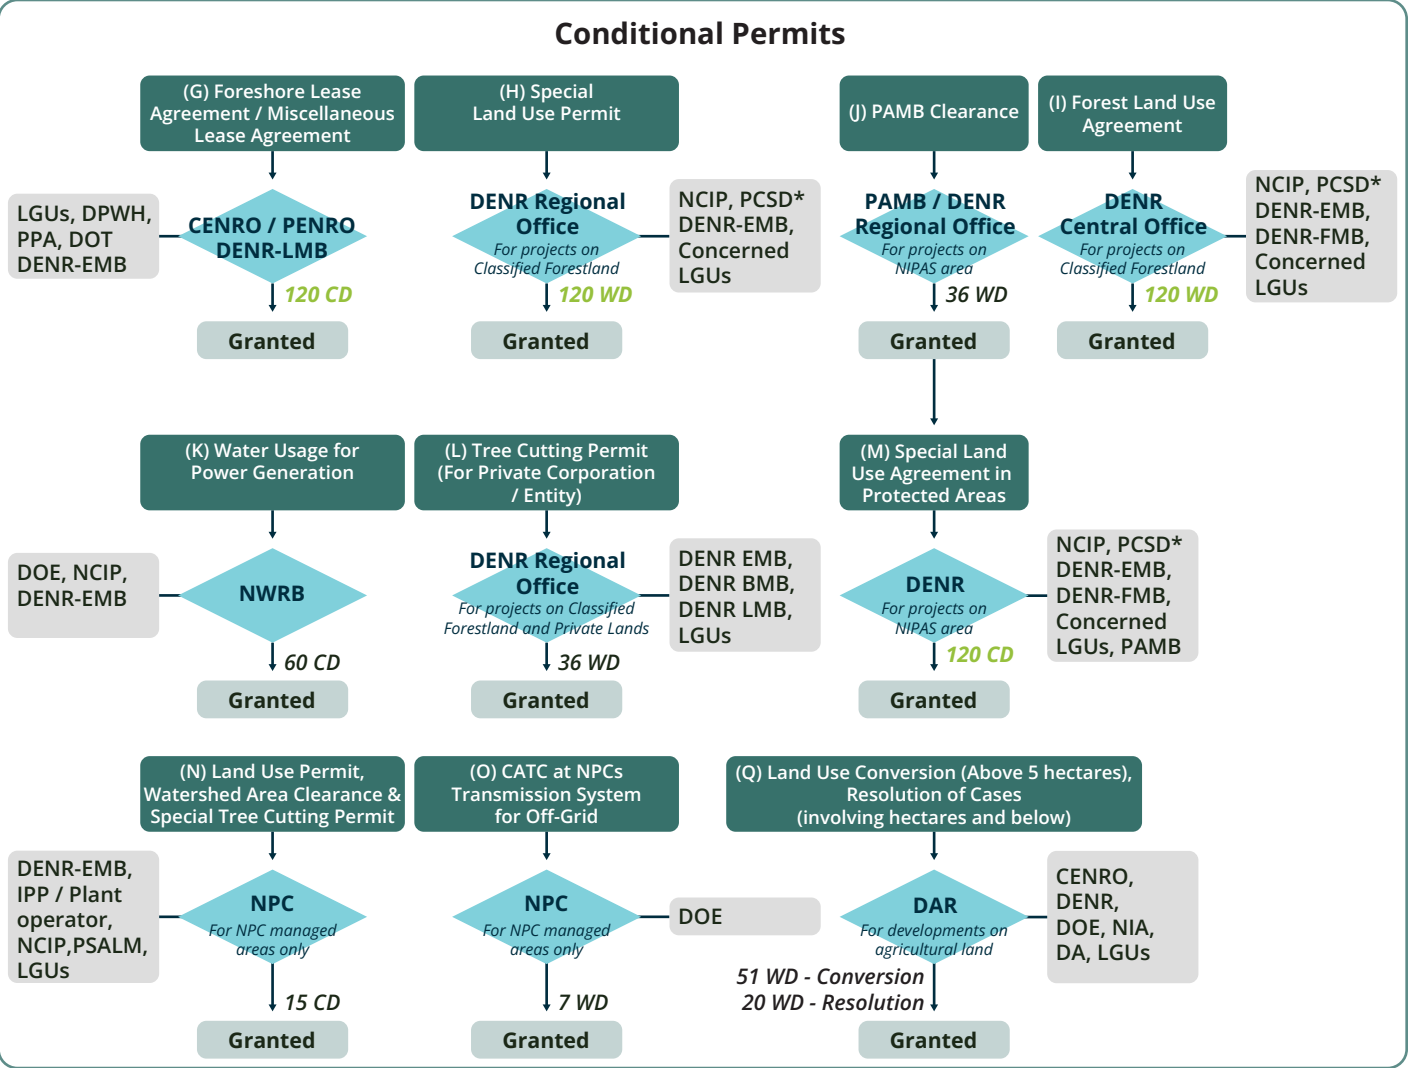 Conditional Permits
(G) Foreshore Lease
Agreement / Miscellaneous
Lease Agreement
LGUs, DPWH,
PPA, DOT
DENR-EMB
CENRO / PENRO
DENR-LMB
120 CD
Granted
(H) Special
Land Use Permit
DENR Regional
Office
For projects on
Classified Forestland
NCIP, PCSD*
DENR-EMB,
Concerned
LGUs
120 WD
Granted
(J) PAMB Clearance
PAMB / DENR
Regional Office
For projects on
NIPAS area
36 WD
Granted
(I) Forest Land Use
Agreement
DENR
Central Office
For projects on
Classified Forestland
NCIP, PCSD*
DENR-EMB,
DENR-FMB,
Concerned
LGUs
120 WD
Granted
(K) Water Usage for
Power Generation
DOE, NCIP,
DENR-EMB
NWRB
60 CD
Granted
(L) Tree Cutting Permit
(For Private Corporation
/ Entity)
DENR Regional
Office
For projects on Classified
Forestland and Private Lands
DENR EMB,
DENR BMB,
DENR LMB,
LGUs
36 WD
Granted
(M) Special Land
Use Agreement in
Protected Areas
DENR
For projects on
NIPAS area
NCIP, PCSD*
DENR-EMB,
DENR-FMB,
Concerned
LGUs, PAMB
120 CD
Granted
(N) Land Use Permit,
Watershed Area Clearance &
Special Tree Cutting Permit
DENR-EMB,
IPP / Plant
operator,
NCIP,PSALM,
LGUs
NPC
For NPC managed
areas only
15 CD
Granted
(O) CATC at NPCs
Transmission System
for Off-Grid
NPC
For NPC managed
areas only
DOE
7 WD
Granted
(Q) Land Use Conversion (Above 5 hectares),
Resolution of Cases
(involving hectares and below)
DAR
For developments on
agricultural land
CENRO,
DENR,
DOE, NIA,
DA, LGUs
51 WD - Conversion
20 WD - Resolution
Granted